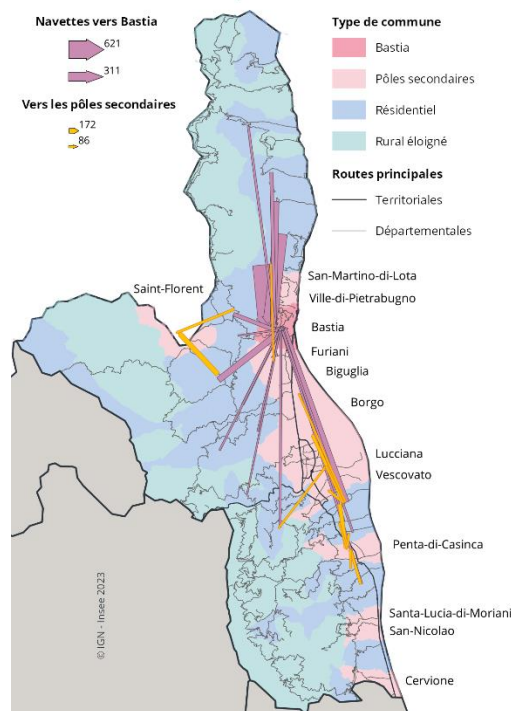 Navettes vers Bastia
621
311
Vers les pôles secondaires
172
86
Type de commune
Bastia
Pôles secondaires
Résidentiel
Rural éloigné
Routes principales
Territoriales
Départementales
Saint-Florent
San-Martino-di-Lota
Ville-di-Pietrabugno
Bastia
Furiani
Biguglia
Borgo
Lucciana
Vescovato
Penta-di-Casinca
Santa-Lucia-di-Moriani
San-Nicolao
Cervione
© IGN - Insee 2023